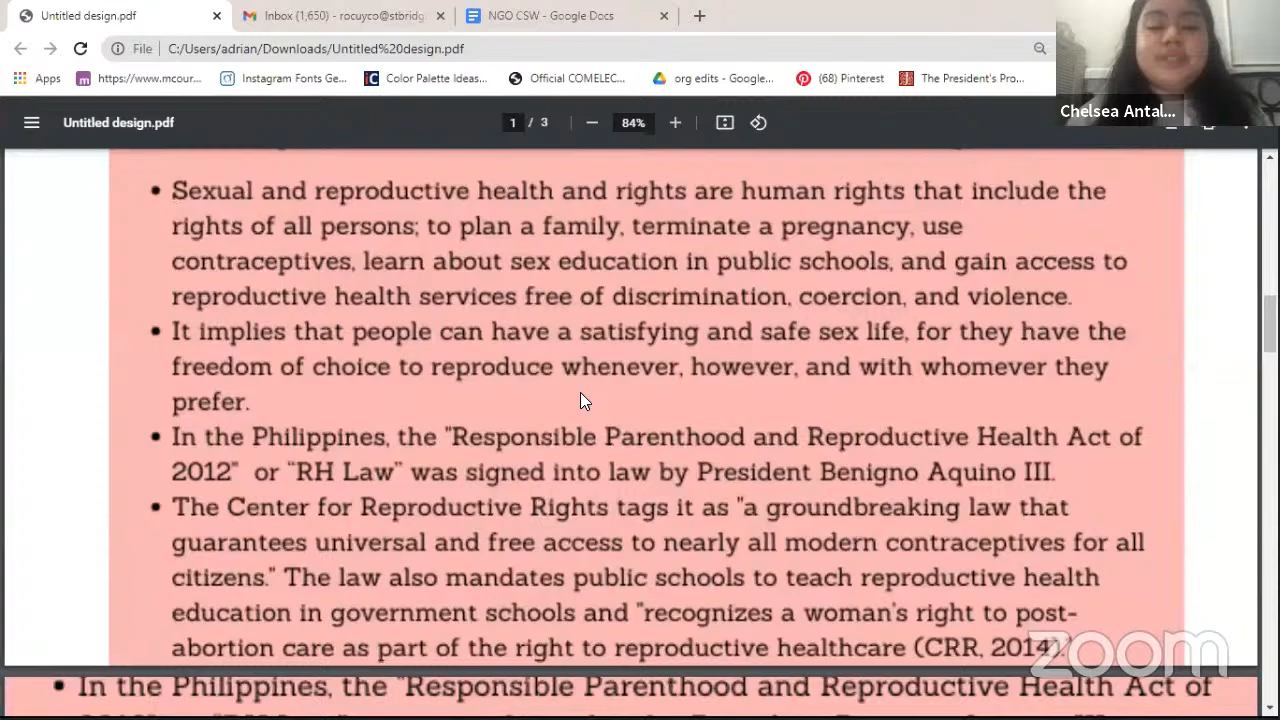 Untitled design.pdf
Inbox (1,650) - rocuyco@stbridg
NGO CSW - Google Docs
File
C:/Users/adrian/Downloads/Untitled%20design.pdf
Apps
https://www.mcour...
Instagram Fonts Ge...
Color Palette Ideas...
Official COMELEC...
org edits - Google...
(68) Pinterest
The President's Pro...
Chelsea Antal...
Untitled design.pdf
1 / 3
84%
• Sexual and reproductive health and rights are human rights that include the
rights of all persons; to plan a family, terminate a pregnancy, use
contraceptives, learn about sex education in public schools, and gain access to
reproductive health services free of discrimination, coercion, and violence.
• It implies that people can have a satisfying and safe sex life, for they have the
freedom of choice to reproduce whenever, however, and with whomever they
prefer.
• In the Philippines, the "Responsible Parenthood and Reproductive Health Act of
2012" or "RH Law" was signed into law by President Benigno Aquino III.
• The Center for Reproductive Rights tags it as "a groundbreaking law that
guarantees universal and free access to nearly all modern contraceptives for all
citizens." The law also mandates public schools to teach reproductive health
education in government schools and "recognizes a woman's right to post-
abortion care as part of the right to reproductive healthcare (CRR, 2014).
zoom
• In the Philippines, the "Responsible Parenthood and Reproductive Health Act of